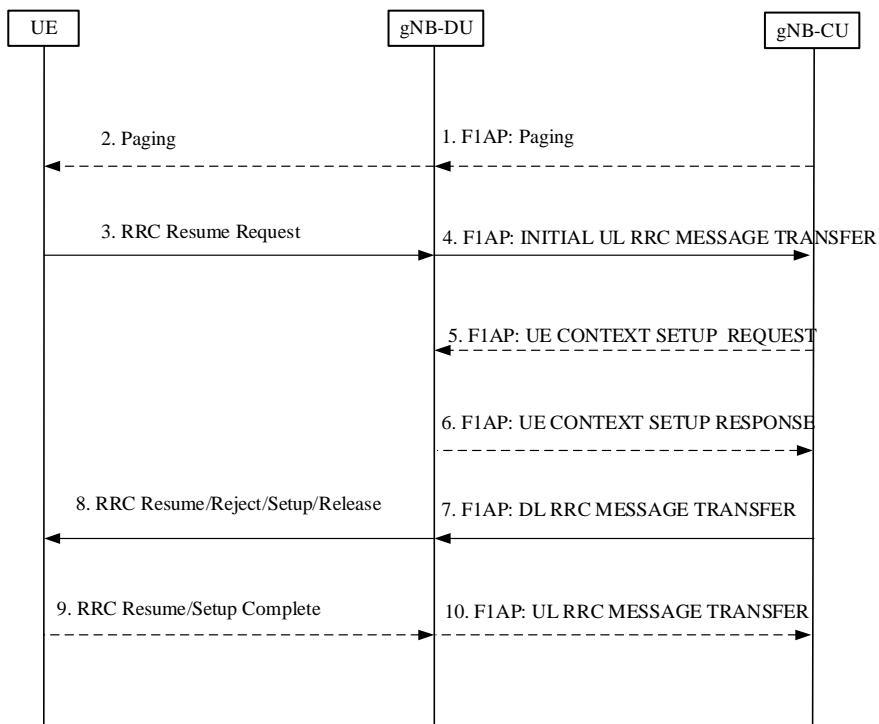 UE
gNB-DU
gNB-CU
2. Paging
1. F1AP: Paging
3. RRC Resume Request
4. F1AP: INITIAL UL RRC MESSAGE TRANSFER
5. F1AP: UE CONTEXT SETUP REQUEST
6. F1AP: UE CONTEXT SETUP RESPONSE
8. RRC Resume/Reject/Setup/Release
7. F1AP: DL RRC MESSAGE TRANSFER
9. RRC Resume/Setup Complete
10. F1AP: UL RRC MESSAGE TRANSFER